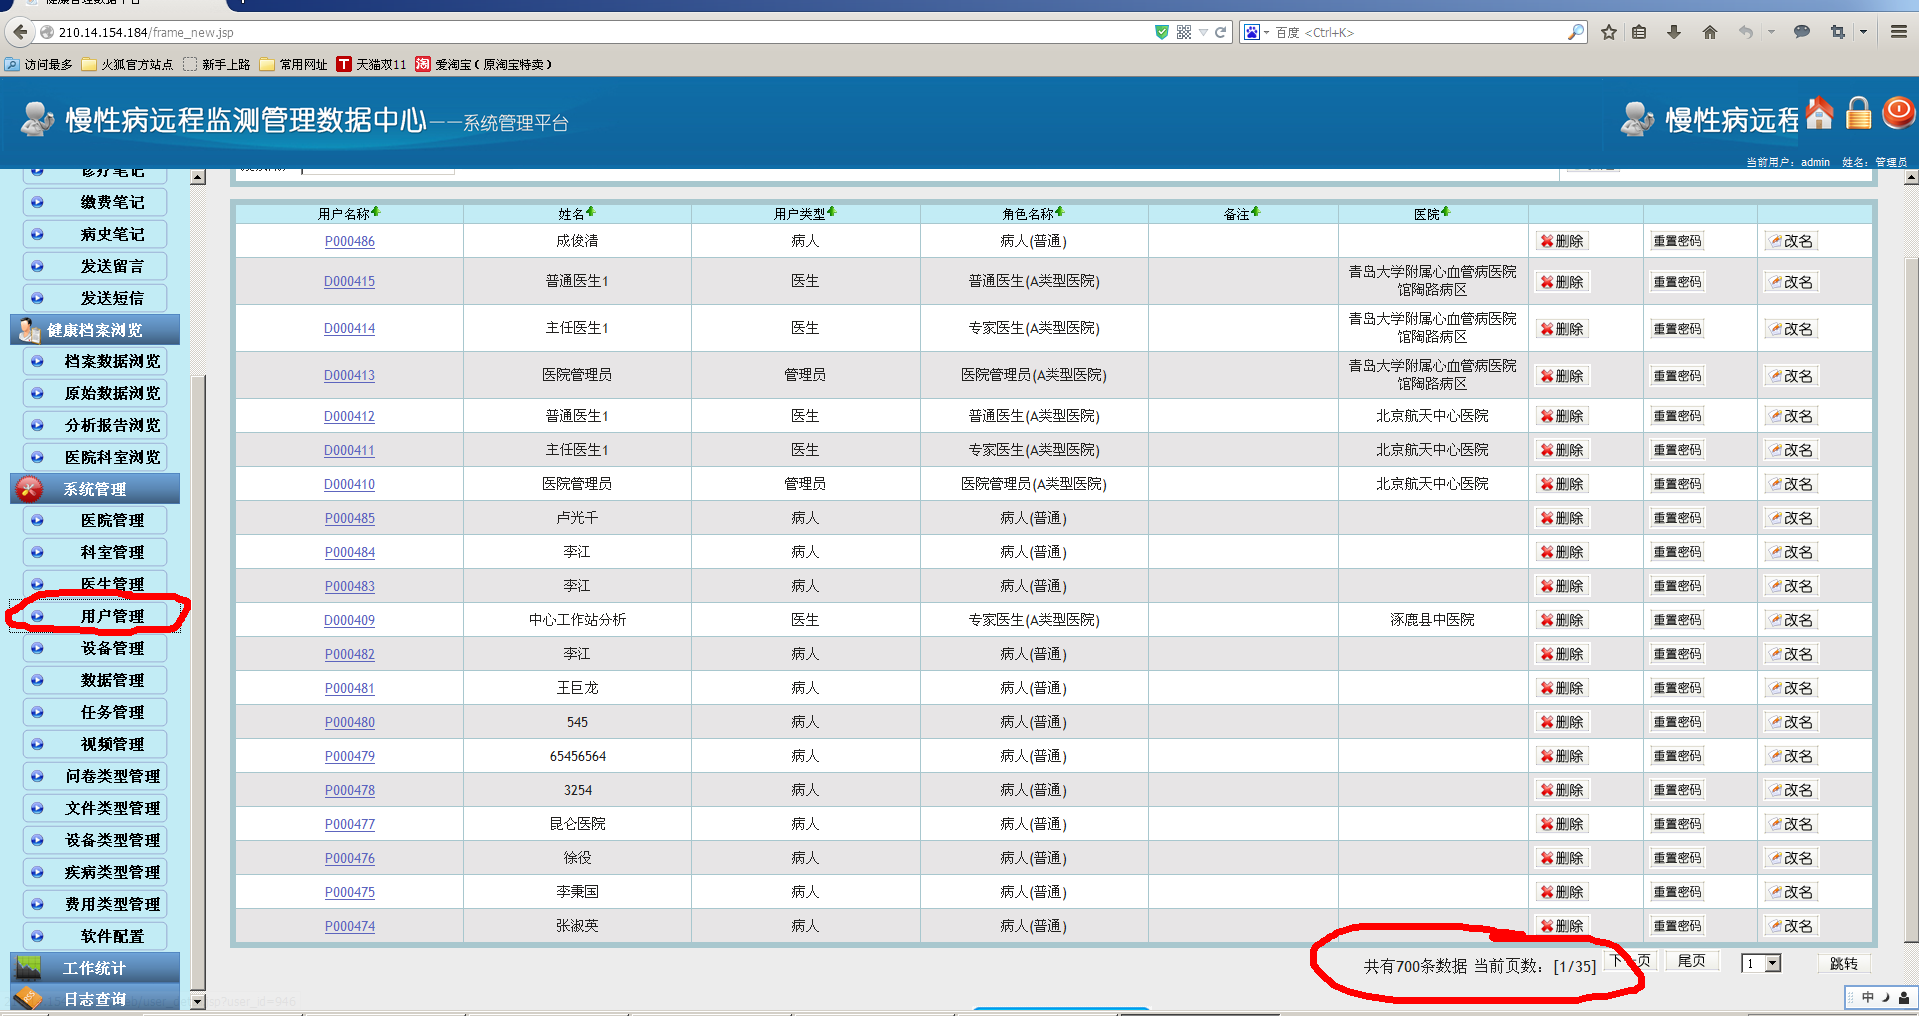 健康管理数据平台
210.14.154.184/frame_new.jsp
百度 <Ctrl+K>
访问最多 火狐官方站点 新手上路 常用网址 天猫双11 爱淘宝（原淘宝特卖）
慢性病远程监测管理数据中心——系统管理平台
慢性病远程
当前用户：admin 姓名：管理员
诊疗笔记
缴费笔记
病史笔记
发送留言
发送短信
健康档案浏览
档案数据浏览
原始数据浏览
分析报告浏览
医院科室浏览
系统管理
医院管理
科室管理
医生管理
用户管理
设备管理
数据管理
任务管理
视频管理
问卷类型管理
文件类型管理
设备类型管理
疾病类型管理
费用类型管理
软件配置
工作统计
日志查询
用户名称 姓名 用户类型 角色名称 备注 医院
P000486 成俊清 病人 病人(普通) 删除 重置密码 改名
D000415 普通医生1 医生 普通医生(A类型医院) 青岛大学附属心血管病医院馆陶路病区 删除 重置密码 改名
D000414 主任医生1 医生 专家医生(A类型医院) 青岛大学附属心血管病医院馆陶路病区 删除 重置密码 改名
D000413 医院管理员 管理员 医院管理员(A类型医院) 青岛大学附属心血管病医院馆陶路病区 删除 重置密码 改名
D000412 普通医生1 医生 普通医生(A类型医院) 北京航天中心医院 删除 重置密码 改名
D000411 主任医生1 医生 专家医生(A类型医院) 北京航天中心医院 删除 重置密码 改名
D000410 医院管理员 管理员 医院管理员(A类型医院) 北京航天中心医院 删除 重置密码 改名
P000485 卢光千 病人 病人(普通) 删除 重置密码 改名
P000484 李江 病人 病人(普通) 删除 重置密码 改名
P000483 李江 病人 病人(普通) 删除 重置密码 改名
D000409 中心工作站分析 医生 专家医生(A类型医院) 涿鹿县中医院 删除 重置密码 改名
P000482 李江 病人 病人(普通) 删除 重置密码 改名
P000481 王巨龙 病人 病人(普通) 删除 重置密码 改名
P000480 545 病人 病人(普通) 删除 重置密码 改名
P000479 65456564 病人 病人(普通) 删除 重置密码 改名
P000478 3254 病人 病人(普通) 删除 重置密码 改名
P000477 昆仑医院 病人 病人(普通) 删除 重置密码 改名
P000476 徐役 病人 病人(普通) 删除 重置密码 改名
P000475 李秉国 病人 病人(普通) 删除 重置密码 改名
P000474 张淑英 病人 病人(普通) 删除 重置密码 改名
共有700条数据 当前页数：[1/35] 下一页 尾页 1 跳转
中